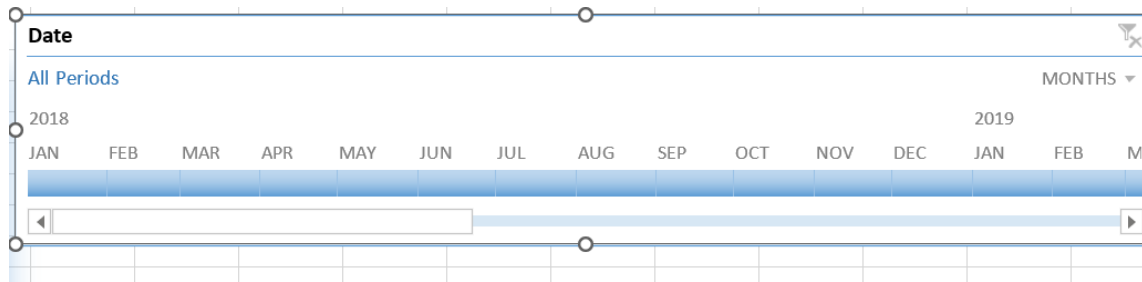 Date
All Periods MONTHS
2018 2019
JAN FEB MAR APR MAY JUN JUL AUG SEP OCT NOV DEC JAN FEB M